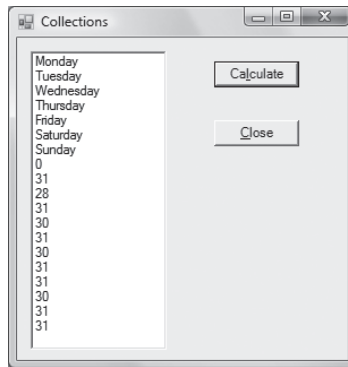 Collections
Monday
Tuesday
Wednesday
Thursday
Friday
Saturday
Sunday
0
31
28
31
30
31
30
31
31
30
31
31
Calculate
Close